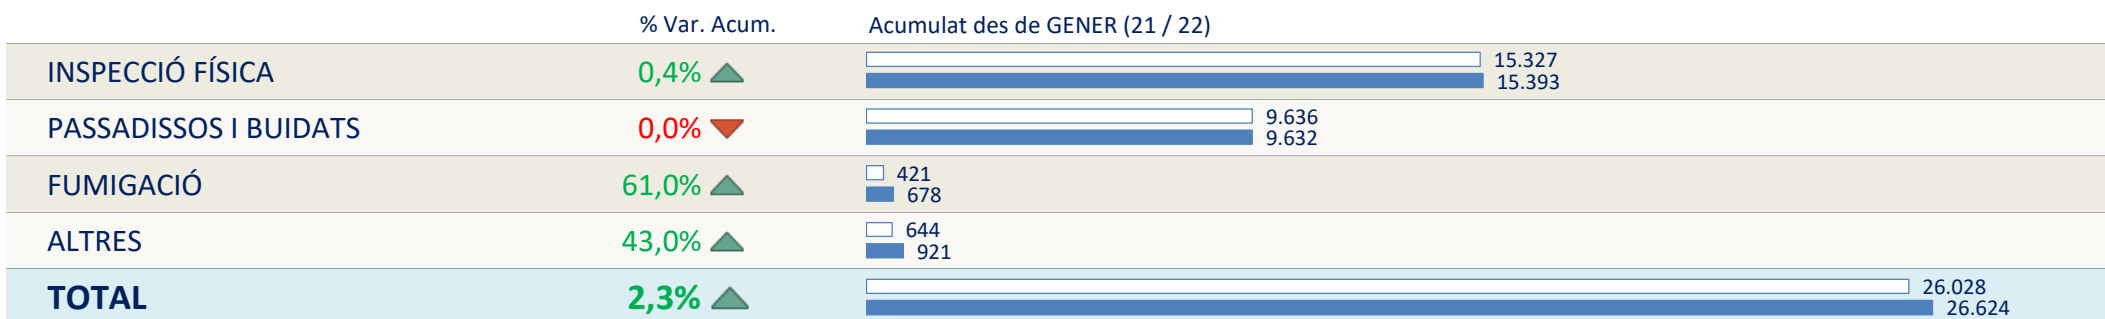 % Var. Acum. Acumulat des de GENER (21 / 22)
INSPECCIÓ FÍSICA 0,4% 15.327
15.393
PASSADISSOS I BUIDATS 0,0% 9.636
9.632
FUMIGACIÓ 61,0% 421
678
ALTRES 43,0% 644
921
TOTAL 2,3% 26.028
26.624